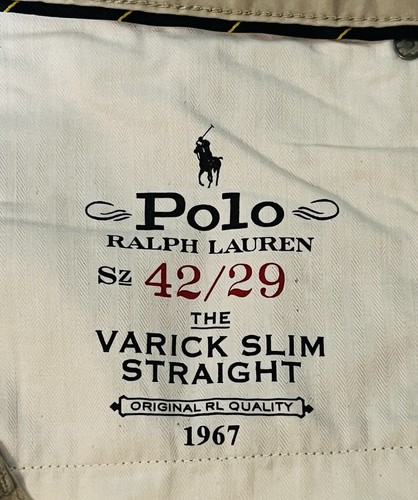 Polo
RALPH LAUREN
Sz 42/29
THE
VARICK SLIM
STRAIGHT
ORIGINAL RL QUALITY
1967